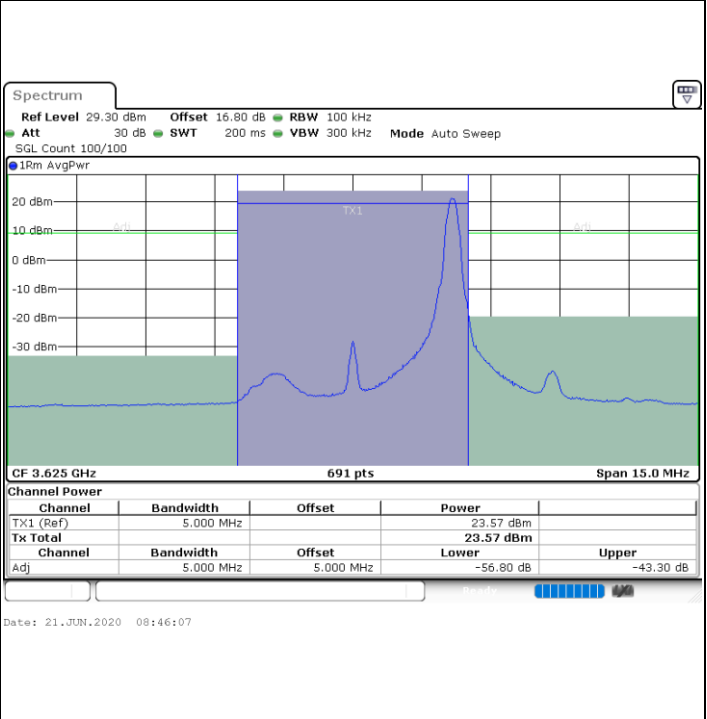 Spectrum
Ref Level 29.30 dBm Offset 16.80 dB RBW 100 kHz
Att 30 dB SWT 200 ms VBW 300 kHz Mode Auto Sweep
SGL Count 100/100
1Rm AvgPwr
20 dBm
TX1
Adj Adj
10 dBm
0 dBm
-10 dBm
-20 dBm
-30 dBm
CF 3.625 GHz 691 pts Span 15.0 MHz
Channel Power
Channel Bandwidth Offset Power
TX1 (Ref) 5.000 MHz 23.57 dBm
Tx Total 23.57 dBm
Channel Bandwidth Offset Lower Upper
Adj 5.000 MHz 5.000 MHz -56.80 dB -43.30 dB
Ready
Date: 21.JUN.2020 08:46:07